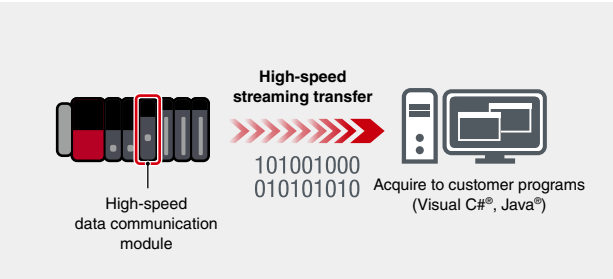 High-speed
streaming transfer
101001000
010101010
High-speed
data communication
module
Acquire to customer programs
(Visual C#®, Java®)